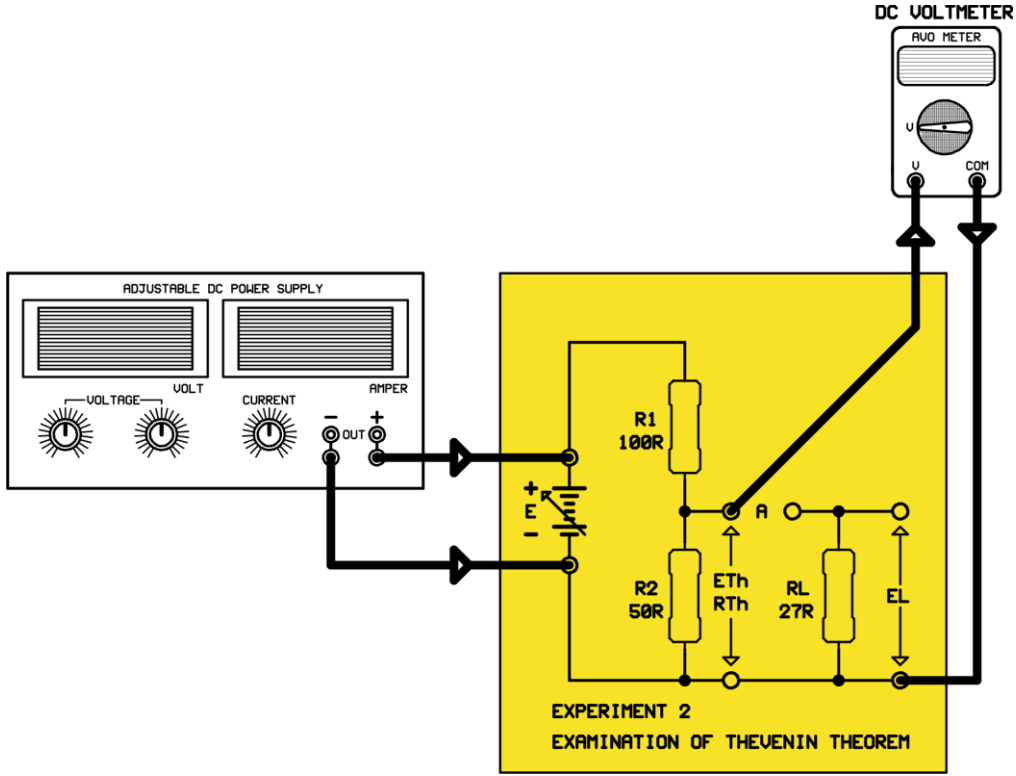 DC VOLTMETER
AVO METER
V
V COM
ADJUSTABLE DC POWER SUPPLY
VOLT AMPER
VOLTAGE CURRENT
- +
OUT
R1
100R
+
E
-
A
R2
50R
ETh
RTh
RL
27R
EL
EXPERIMENT 2
EXAMINATION OF THEVENIN THEOREM